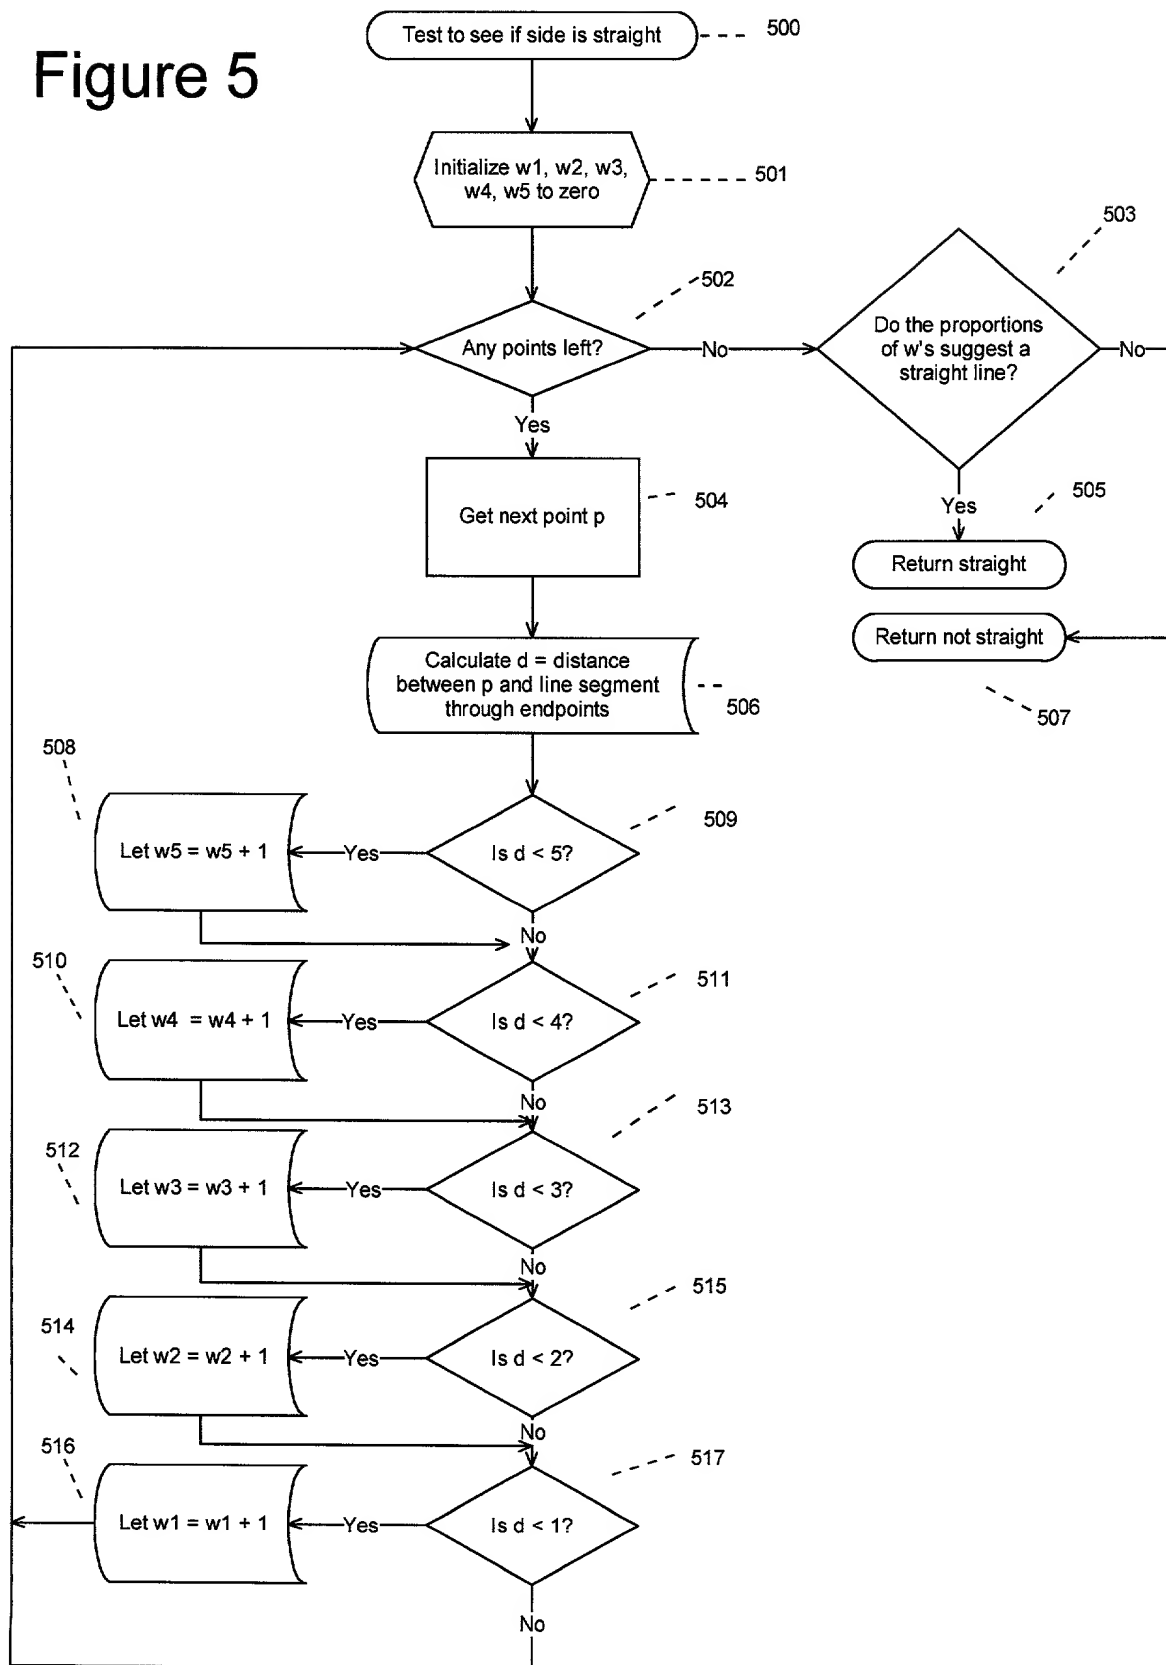 Figure 5
Test to see if side is straight
500
Initialize w1, w2, w3,
w4, w5 to zero
501
502
503
Any points left?
No
Do the proportions
of w's suggest a
straight line?
No
Yes
Get next point p
504
Yes
505
Return straight
Return not straight
507
Calculate d = distance
between p and line segment
through endpoints
506
508
Let w5 = w5 + 1
Yes
Is d < 5?
509
No
510
Let w4 = w4 + 1
Yes
Is d < 4?
511
No
512
Let w3 = w3 + 1
Yes
Is d < 3?
513
No
514
Let w2 = w2 + 1
Yes
Is d < 2?
515
No
516
Let w1 = w1 + 1
Yes
Is d < 1?
517
No